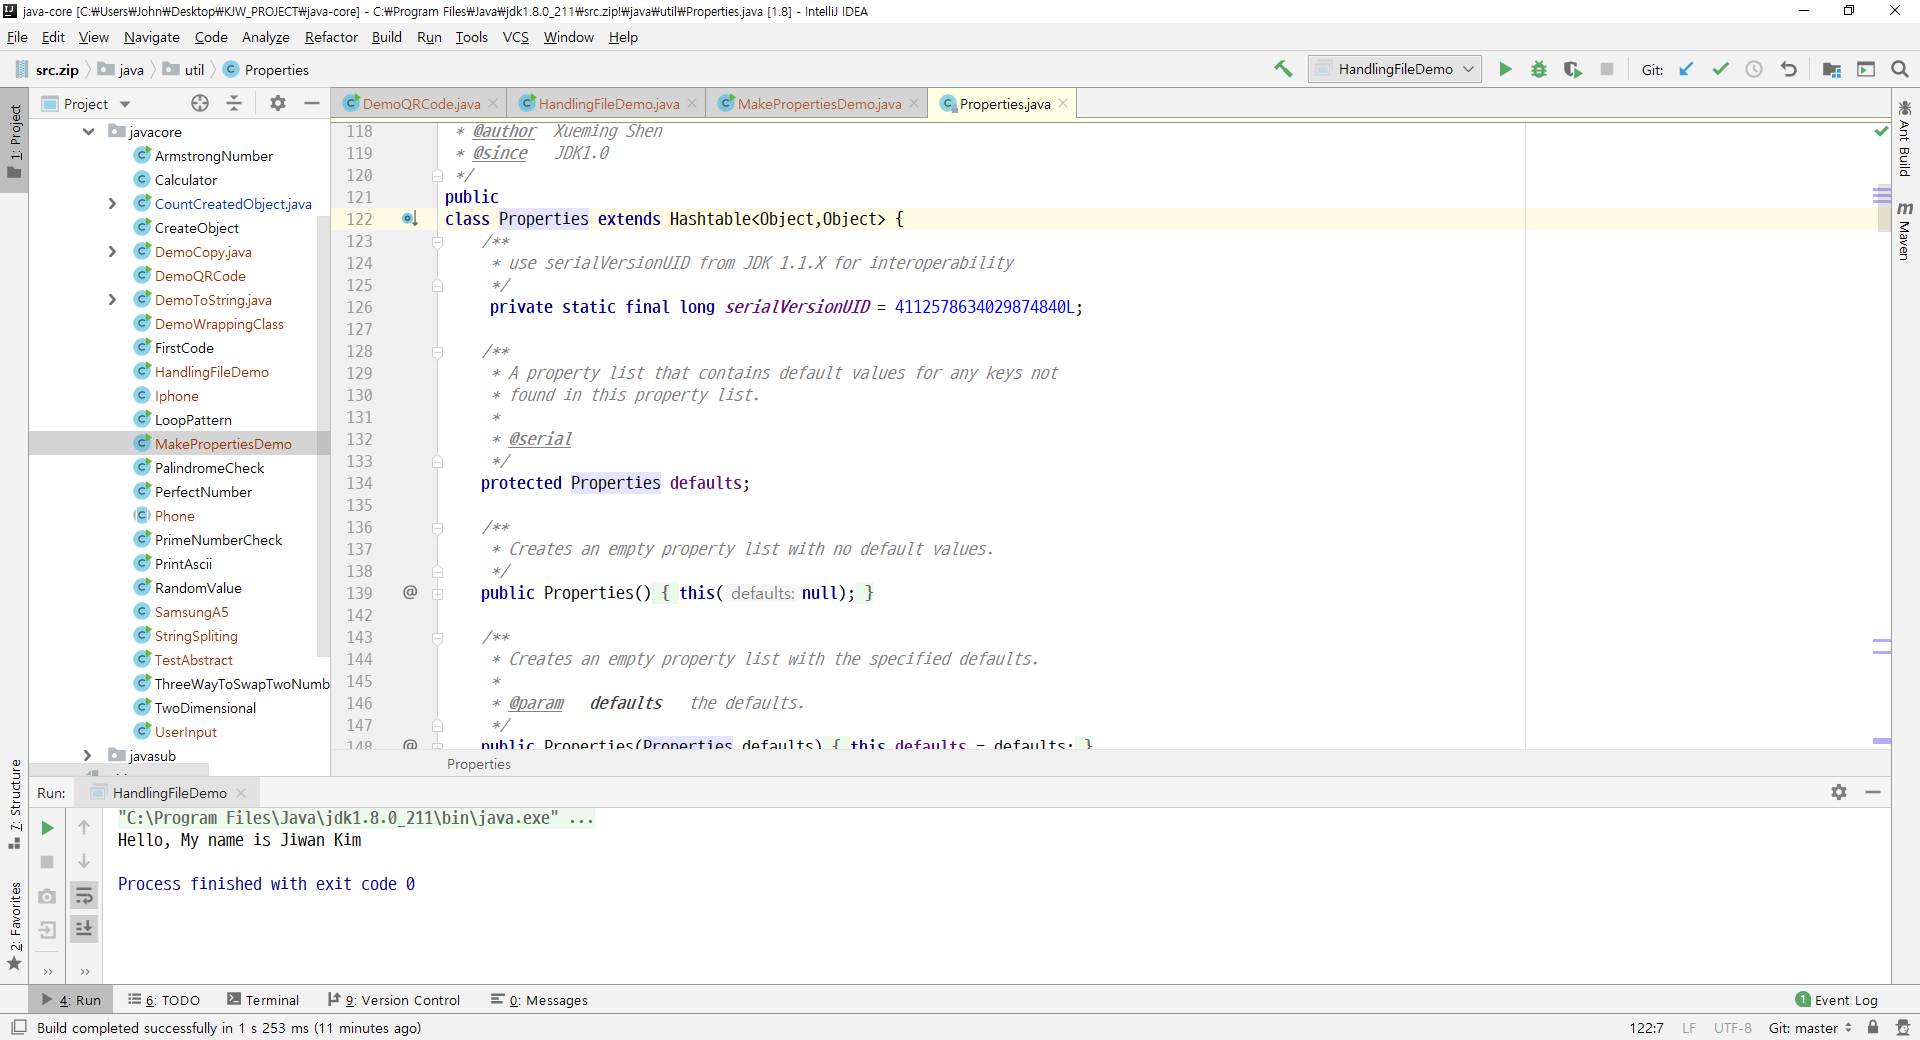 java-core [C:₩Users₩John₩Desktop₩KJW_PROJECT₩java-core] - C:₩Program Files₩Java₩jdk1.8.0_211₩src.zip!₩java₩util₩Properties.java [1.8] - IntelliJ IDEA
File Edit View Navigate Code Analyze Refactor Build Run Tools VCS Window Help
src.zip java util Properties HandlingFileDemo Git:
Project
DemoQRCode.java HandlingFileDemo.java MakePropertiesDemo.java Properties.java
1: Project
7: Structure
2: Favorites
javacore
ArmstrongNumber
Calculator
CountCreatedObject.java
CreateObject
DemoCopy.java
DemoQRCode
DemoToString.java
DemoWrappingClass
FirstCode
HandlingFileDemo
Iphone
LoopPattern
MakePropertiesDemo
PalindromeCheck
PerfectNumber
Phone
PrimeNumberCheck
PrintAscii
RandomValue
SamsungA5
StringSpliting
TestAbstract
ThreeWayToSwapTwoNumb
TwoDimensional
UserInput
javasub
118 * @author Xueming Shen
119 * @since JDK1.0
120 */
121 public
122 class Properties extends Hashtable<Object,Object> {
123 /**
124 * use serialVersionUID from JDK 1.1.X for interoperability
125 */
126 private static final long serialVersionUID = 4112578634029874840L;
127
128 /**
129 * A property list that contains default values for any keys not
130 * found in this property list.
131 *
132 * @serial
133 */
134 protected Properties defaults;
135
136 /**
137 * Creates an empty property list with no default values.
138 */
139 @ public Properties() { this( defaults: null); }
142
143 /**
144 * Creates an empty property list with the specified defaults.
145 *
146 * @param defaults the defaults.
147 */
148 @ public Properties(Properties defaults) { this.defaults = defaults; }
Properties
Ant Build
m Maven
Run: HandlingFileDemo
"C:\Program Files\Java\jdk1.8.0_211\bin\java.exe" ...
Hello, My name is Jiwan Kim
Process finished with exit code 0
4: Run 6: TODO Terminal 9: Version Control 0: Messages 1 Event Log
Build completed successfully in 1 s 253 ms (11 minutes ago) 122:7 LF UTF-8 Git: master